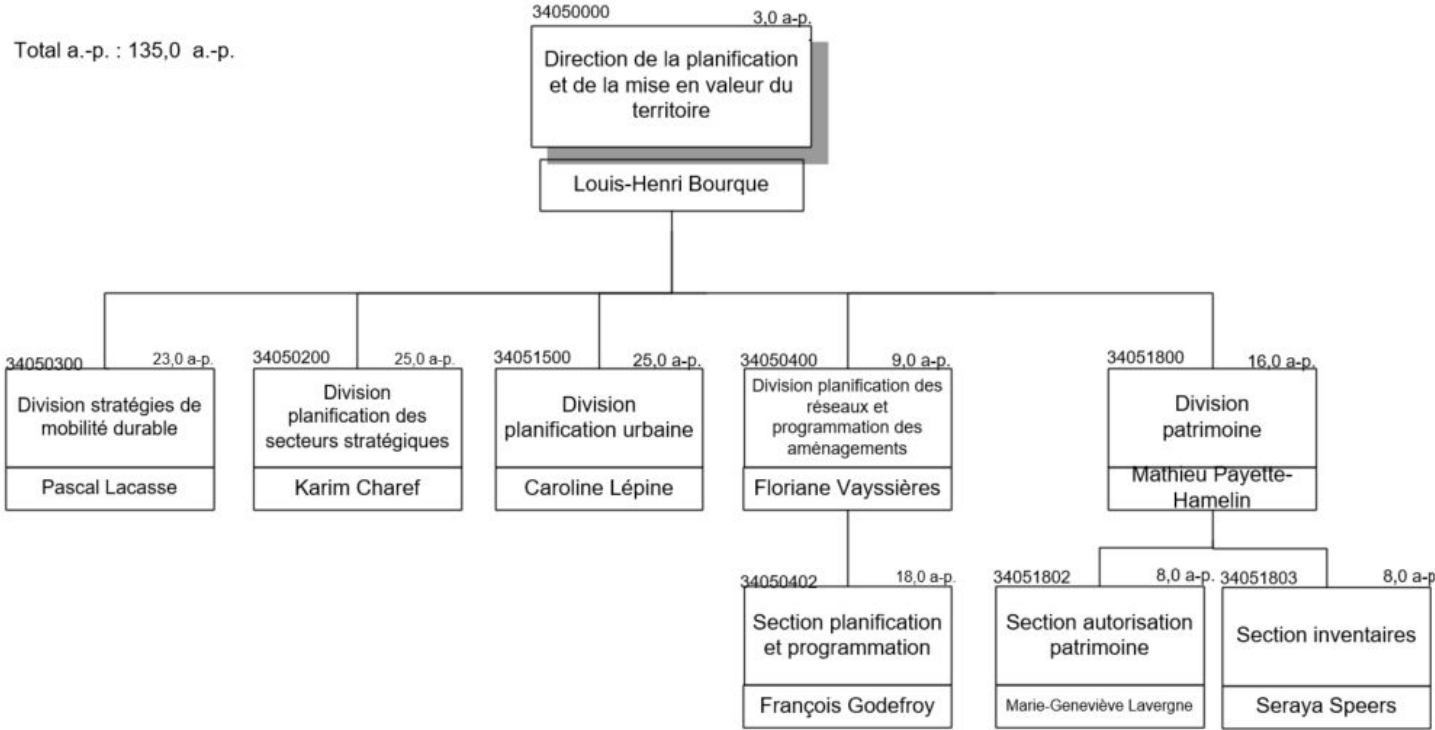 Total a.-p. : 135,0 a.-p.
34050000
3,0 a-p.
Direction de la planification
et de la mise en valeur du
territoire
Louis-Henri Bourque
34050300
23,0 a-p.
Division stratégies de
mobilité durable
Pascal Lacasse
34050200
25,0 a-p.
Division
planification des
secteurs stratégiques
Karim Charef
34051500
25,0 a-p.
Division
planification urbaine
Caroline Lépine
34050400
9,0 a-p.
Division planification des
réseaux et
programmation des
aménagements
Floriane Vayssières
34051800
16,0 a-p.
Division
patrimoine
Mathieu Payette-
Hamelin
34050402
18,0 a-p.
Section planification
et programmation
François Godefroy
34051802
8,0 a-p.
Section autorisation
patrimoine
Marie-Geneviève Lavergne
34051803
8,0 a-p
Section inventaires
Seraya Speers